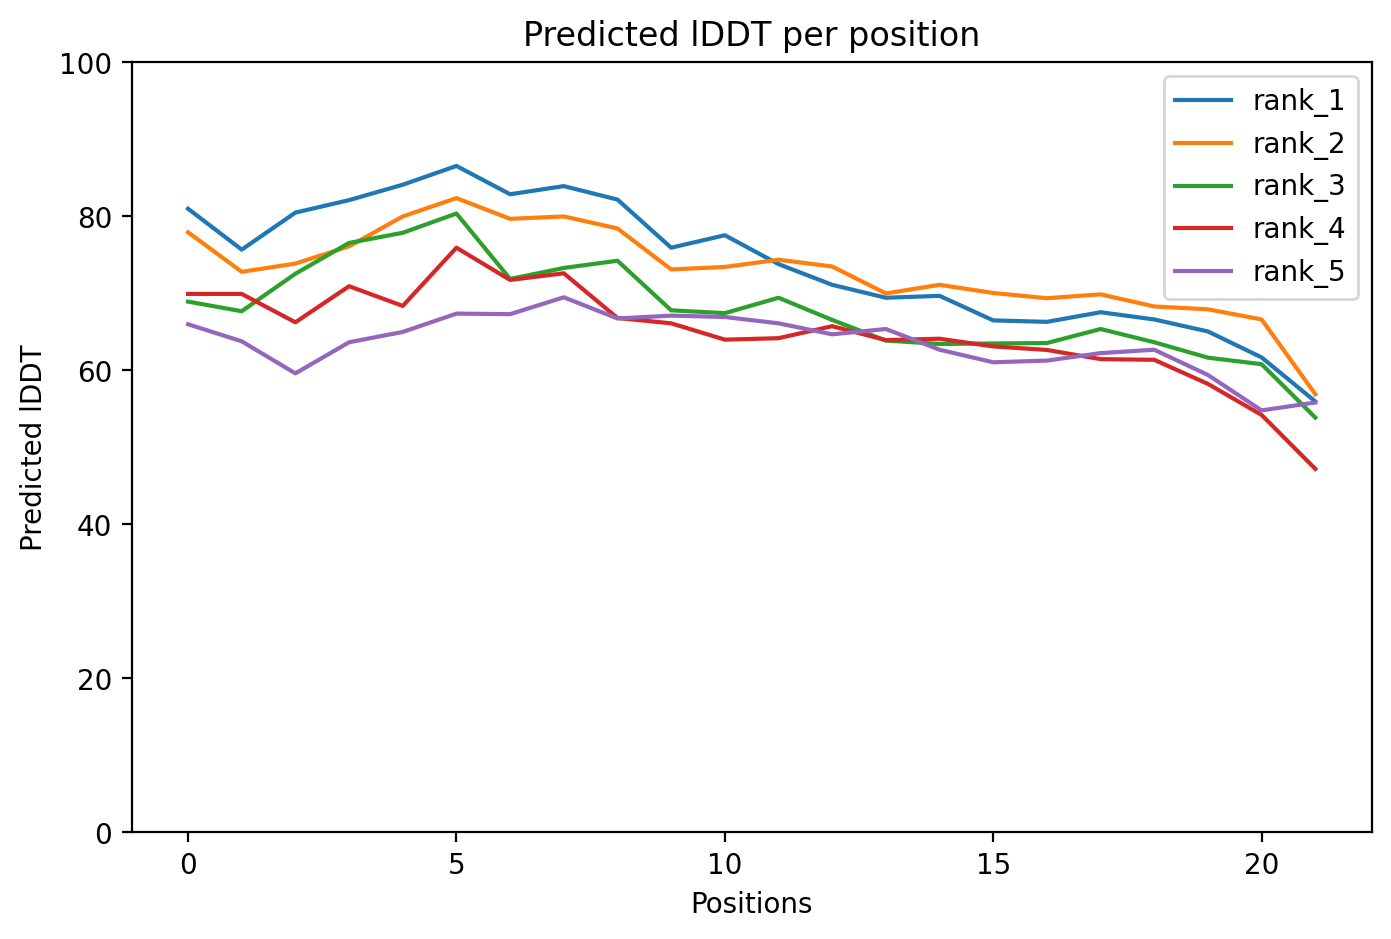 Predicted lDDT per position
100
80
60
40
20
0
Predicted lDDT
rank_1
rank_2
rank_3
rank_4
rank_5
0 5 10 15 20
Positions